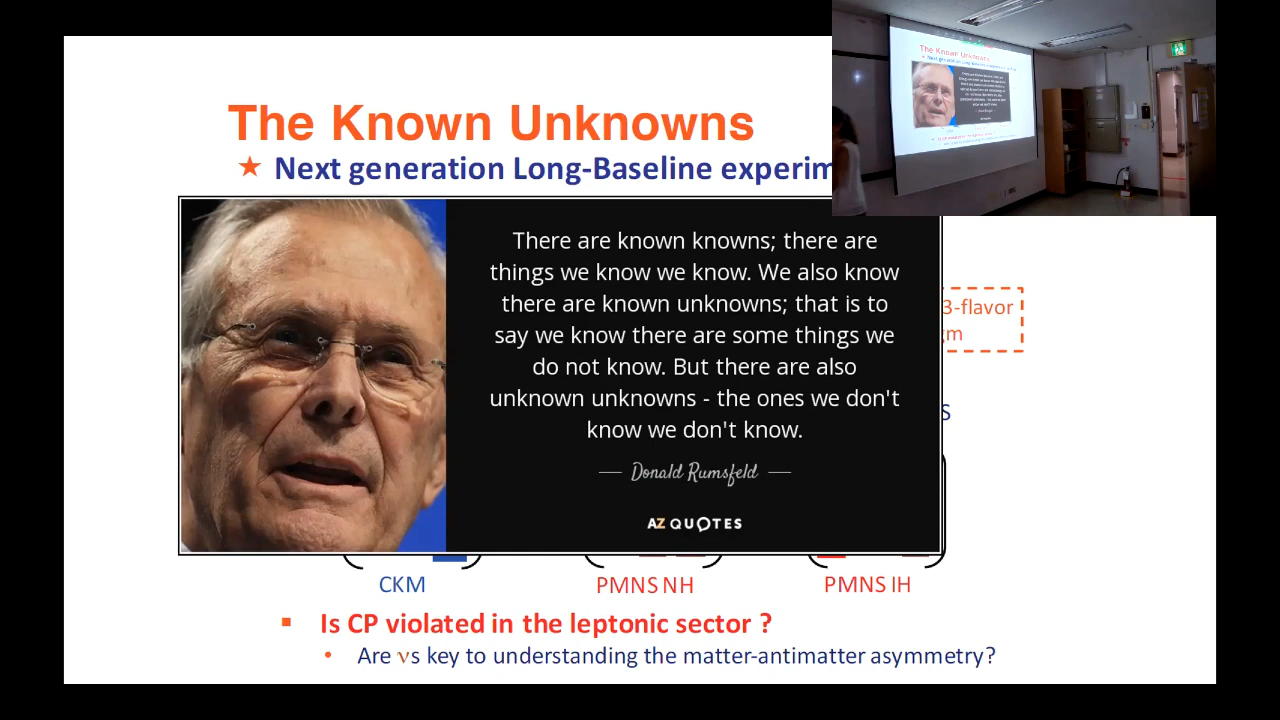 The Known Unknowns
★ Next generation Long-Baseline
There are known knowns; there are
things we know we know. We also know
there are known unknowns; that is to
say we know there are some things we
do not know. But there are also
unknown unknowns - the ones we don't
know we don't know.
Donald Rumsfeld
AZ QUOTES
3-flavor
CKM
PMNS NH
PMNS IH
▪ Is CP violated in the leptonic sector ?
• Are νs key to understanding the matter-antimatter asymmetry?
The Known Unknowns